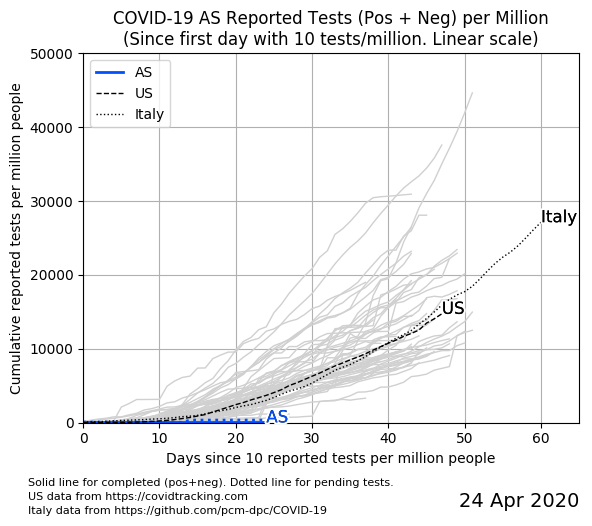 COVID-19 AS Reported Tests (Pos + Neg) per Million
(Since first day with 10 tests/million. Linear scale)
Cumulative reported tests per million people
50000
40000
30000
20000
10000
0
AS
US
Italy
Italy
US
AS
0 10 20 30 40 50 60
Days since 10 reported tests per million people
Solid line for completed (pos+neg). Dotted line for pending tests.
US data from https://covidtracking.com
Italy data from https://github.com/pcm-dpc/COVID-19
24 Apr 2020